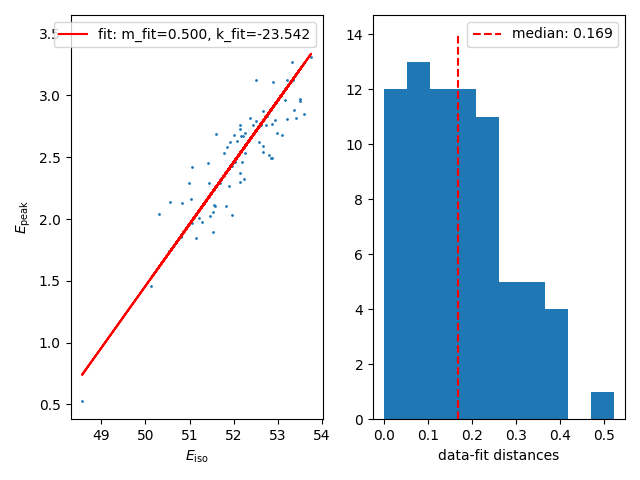 fit: m_fit=0.500, k_fit=-23.542
3.5
3.0
2.5
2.0
1.5
1.0
0.5
E_peak
49 50 51 52 53 54
E_iso
median: 0.169
14
12
10
8
6
4
2
0
0.0 0.1 0.2 0.3 0.4 0.5
data-fit distances